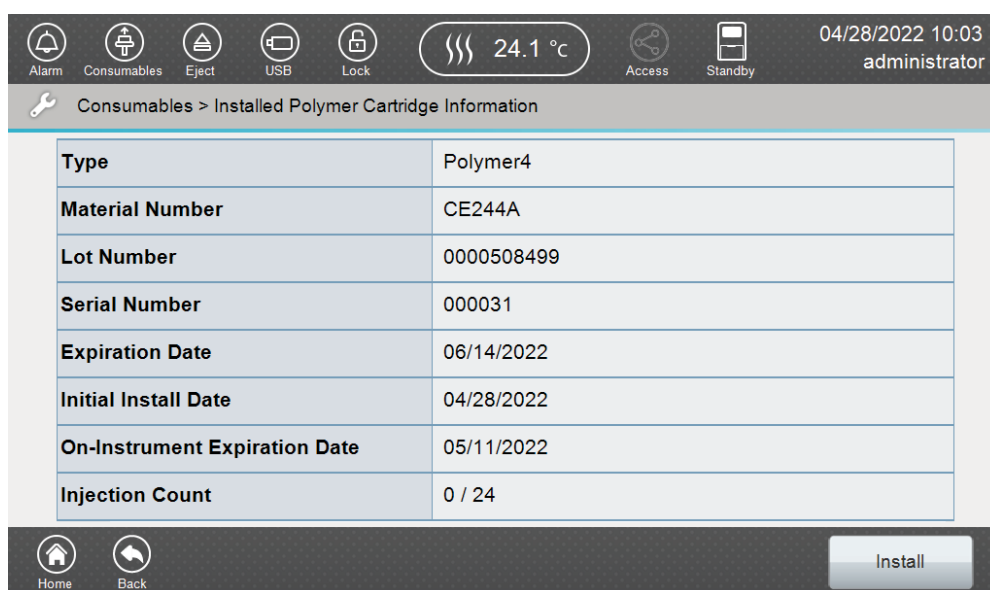 04/28/2022 10:03
24.1 °c
administrator
Alarm Consumables Eject USB Lock Access Standby
Consumables > Installed Polymer Cartridge Information
Type Polymer4
Material Number CE244A
Lot Number 0000508499
Serial Number 000031
Expiration Date 06/14/2022
Initial Install Date 04/28/2022
On-Instrument Expiration Date 05/11/2022
Injection Count 0 / 24
Install
Home Back